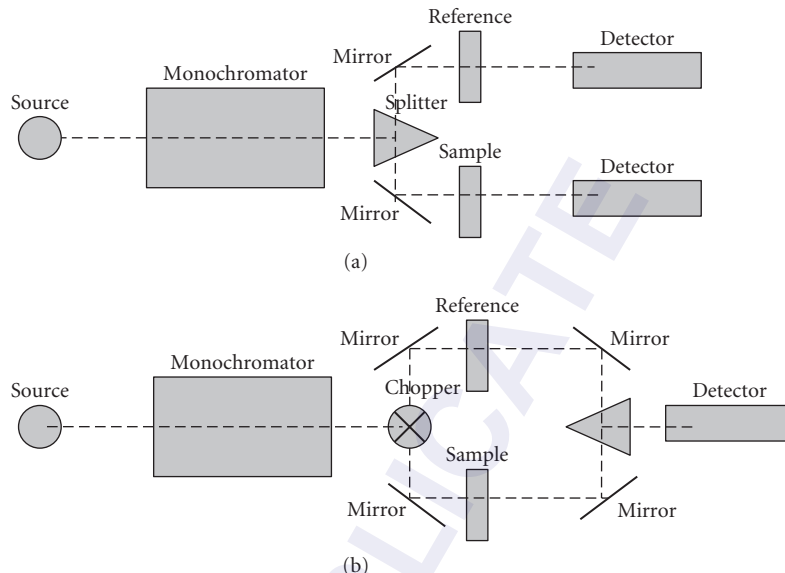 Reference
Mirror
Detector
Monochromator
Source
Splitter
Sample
Detector
Mirror
(a)
Reference
Mirror
Mirror
Monochromator
Source
Chopper
Detector
Sample
Mirror
Mirror
(b)
PLICATE